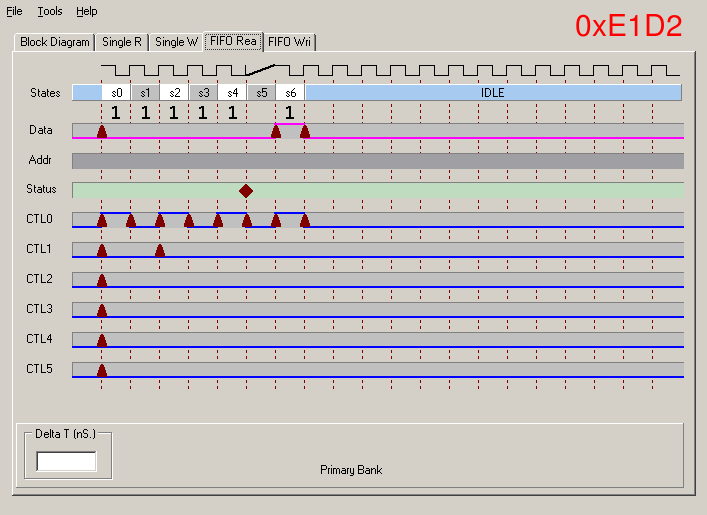 File Tools Help
0xE1D2
Block Diagram Single R Single W FIFO Rea FIFO Wri
States s0 s1 s2 s3 s4 s5 s6 IDLE
1 1 1 1 1 1
Data
Addr
Status
CTL0
CTL1
CTL2
CTL3
CTL4
CTL5
Delta T (nS.)
Primary Bank